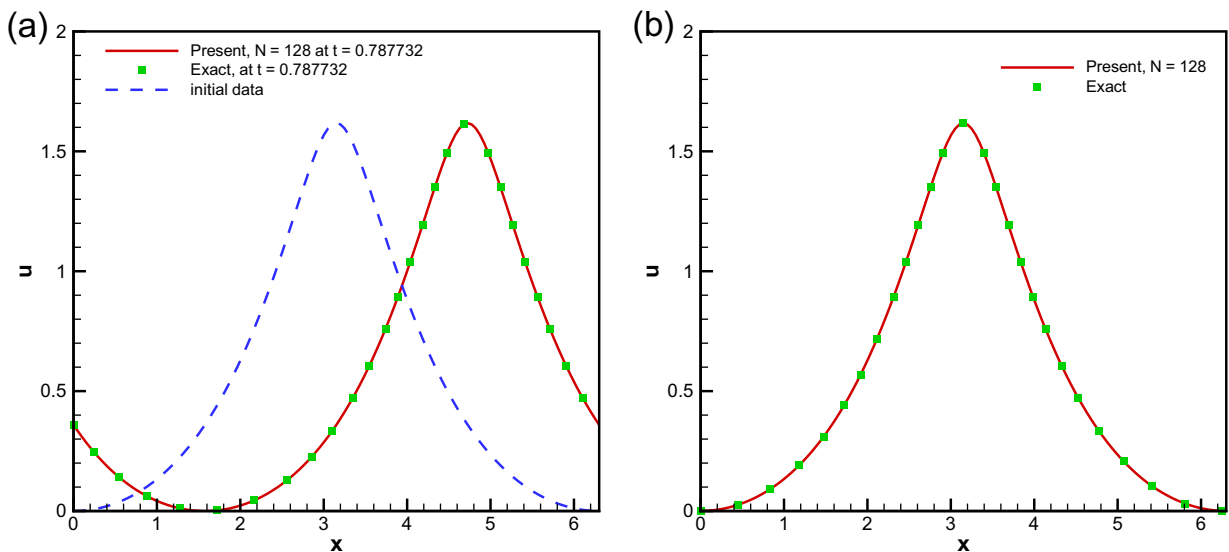 (a)
(b)
Present, N = 128 at t = 0.787732
Exact, at t = 0.787732
initial data
Present, N = 128
Exact
2
1.5
1
0.5
0
u
0 1 2 3 4 5 6
x
2
1.5
1
0.5
0
u
0 1 2 3 4 5 6
x